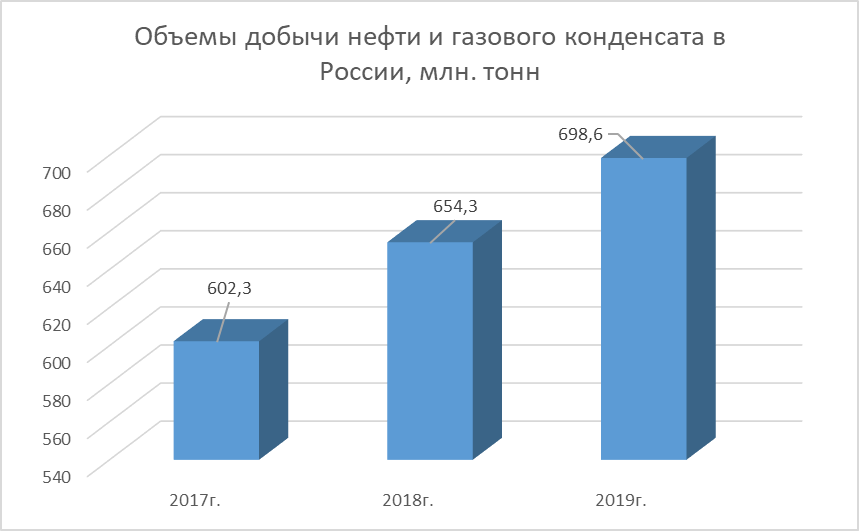 Объемы добычи нефти и газового конденсата в
России, млн. тонн
698,6
654,3
602,3
700
680
660
640
620
600
580
560
540
2017г.
2018г.
2019г.